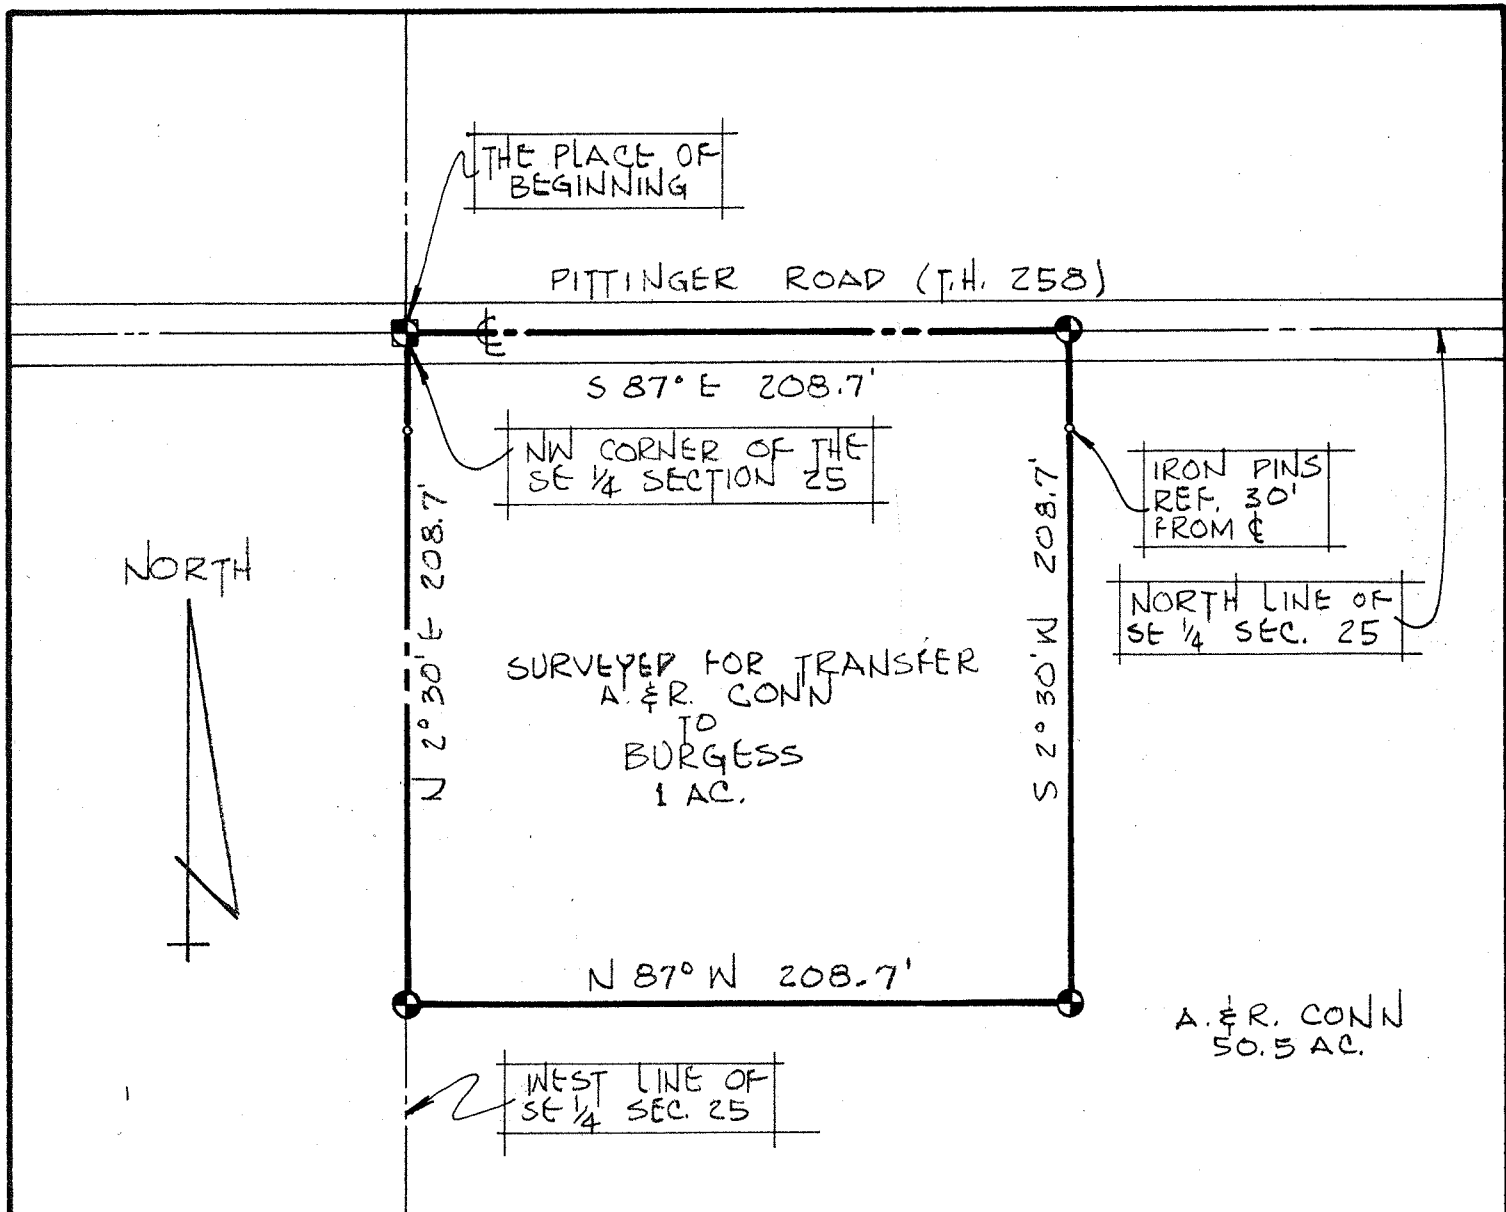 THE PLACE OF
BEGINNING
PITTINGER ROAD (T.H. 258)
℄
S 87° E 208.7'
NW CORNER OF THE
SE 1/4 SECTION 25
IRON PINS
REF. 30'
FROM ℄
NORTH LINE OF
SE 1/4 SEC. 25
NORTH
N 2° 30' E 208.7'
S 2° 30' W 208.7'
SURVEYED FOR TRANSFER
A. & R. CONN
TO
BURGESS
1 AC.
N 87° W 208.7'
A. & R. CONN
50.5 AC.
WEST LINE OF
SE 1/4 SEC. 25